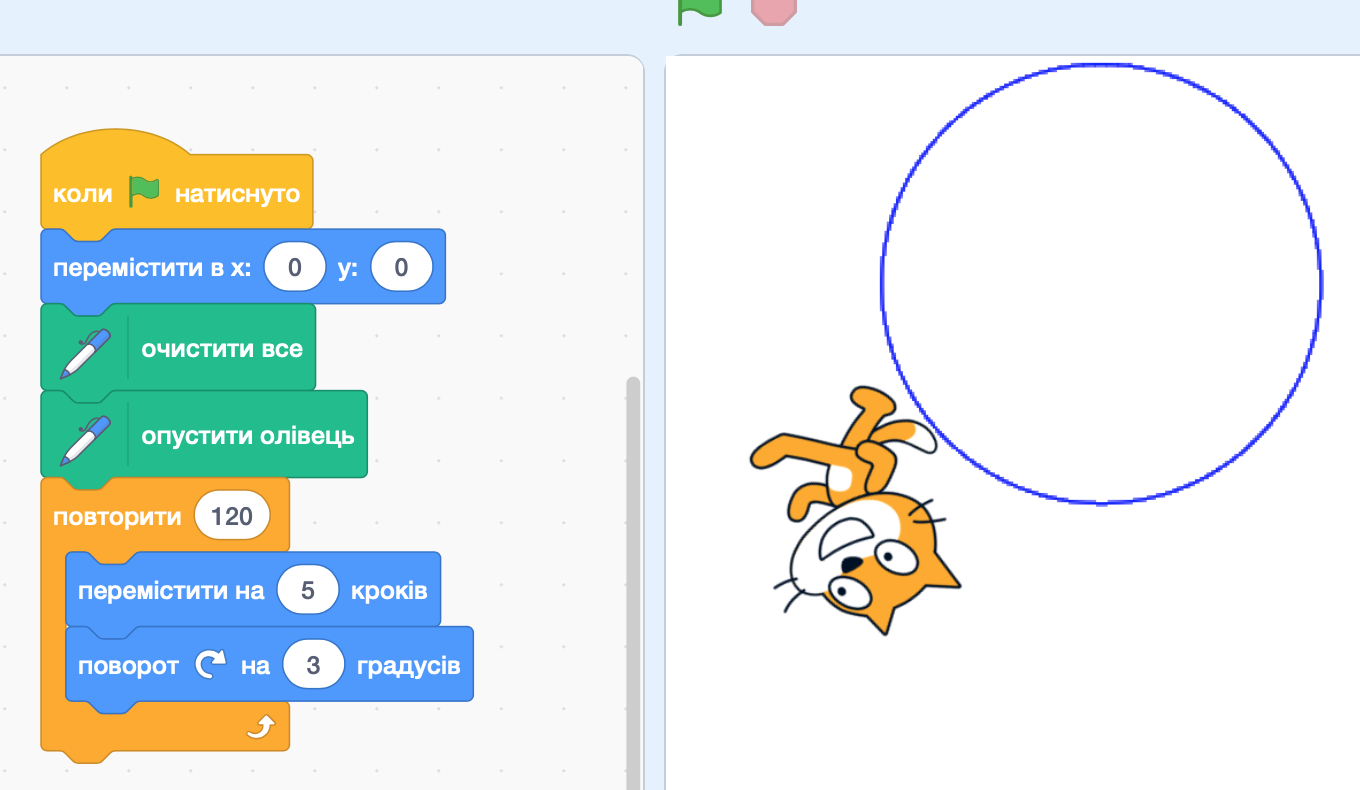 коли натиснуто
перемістити в x: 0 y: 0
очистити все
опустити олівець
повторити 120
перемістити на 5 кроків
поворот на 3 градусів